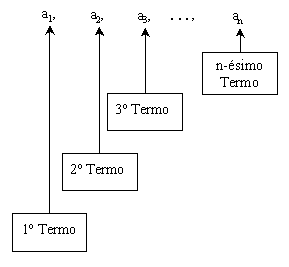 a1, a2, a3, . . . , an
n-ésimo
Termo
3º Termo
2º Termo
1º Termo